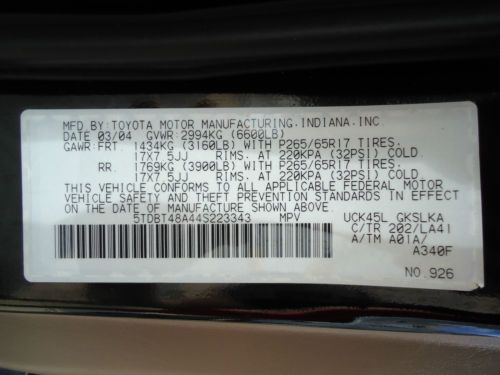 MFD.BY:TOYOTA MOTOR MANUFACTURING.INDIANA.INC.
DATE 03/04 GVWR:2994KG (6600LB)
GAWR:FRT. 1434KG (3160LB) WITH P265/65R17 TIRES.
17X7.5JJ RIMS. AT 220KPA (32PSI) COLD.
RR. 1769KG (3900LB) WITH P265/65R17 TIRES.
17X7.5JJ RIMS. AT 220KPA (32PSI) COLD.
THIS VEHICLE CONFORMS TO ALL APPLICABLE FEDERAL MOTOR
VEHICLE SAFETY AND BUMPER STANDARDS IN EFFECT
ON THE DATE OF MANUFACTURE SHOWN ABOVE.
5TDBT48A44S223343 MPV UCK45L GKSLKA
C/TR 202/LA41
A/TM A01A/
A340F
NO.926